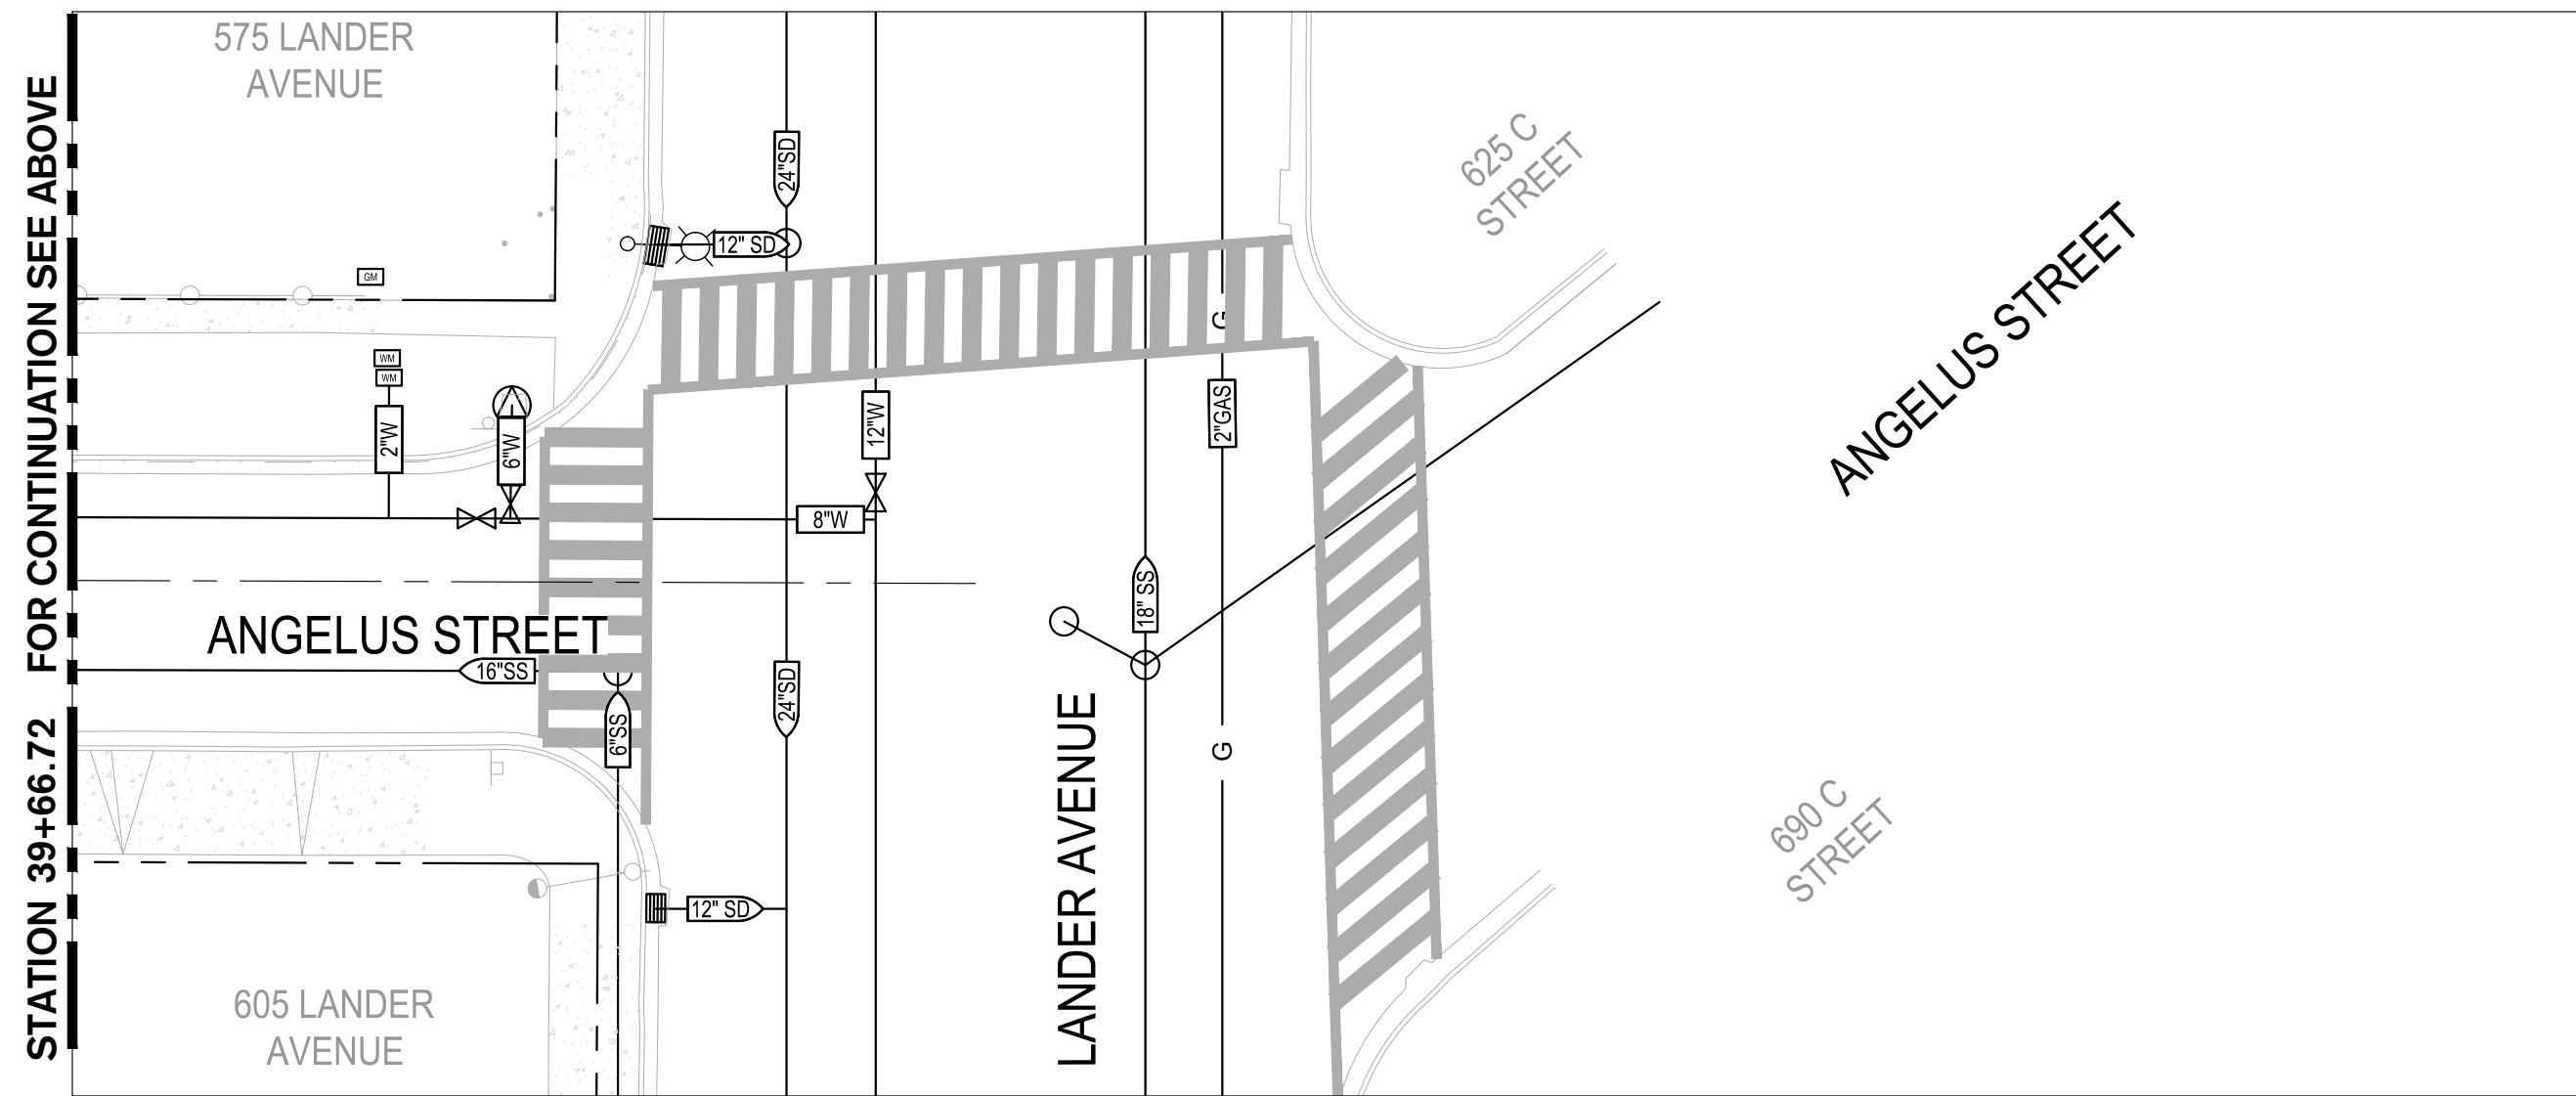 575 LANDER
AVENUE
STATION 39+66.72 FOR CONTINUATION SEE ABOVE
24"SD
12" SD
625 C
STREET
ANGELUS STREET
GM
WM
WM
2"W
6"W
12"W
2"GAS
G
8"W
18" SS
ANGELUS STREET
16"SS
6"SS
24"SD
LANDER AVENUE
G
690 C
STREET
12" SD
605 LANDER
AVENUE